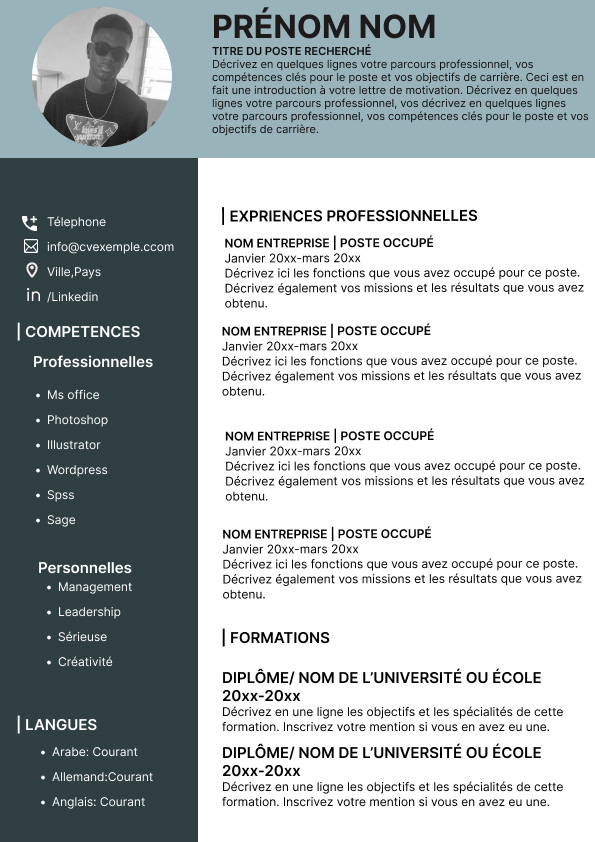 PRÉNOM NOM
TITRE DU POSTE RECHERCHÉ
Décrivez en quelques lignes votre parcours professionnel, vos
compétences clés pour le poste et vos objectifs de carrière. Ceci est en
fait une introduction à votre lettre de motivation. Décrivez en quelques
lignes votre parcours professionnel, vos décrivez en quelques lignes
votre parcours professionnel, vos compétences clés pour le poste et vos
objectifs de carrière.
Télephone
info@cvexemple.ccom
Ville,Pays
in /Linkedin
| COMPETENCES
Professionnelles
• Ms office
• Photoshop
• Illustrator
• Wordpress
• Spss
• Sage
Personnelles
• Management
• Leadership
• Sérieuse
• Créativité
| LANGUES
• Arabe: Courant
• Allemand:Courant
• Anglais: Courant
| EXPRIENCES PROFESSIONNELLES
NOM ENTREPRISE | POSTE OCCUPÉ
Janvier 20xx-mars 20xx
Décrivez ici les fonctions que vous avez occupé pour ce poste.
Décrivez également vos missions et les résultats que vous avez
obtenu.
NOM ENTREPRISE | POSTE OCCUPÉ
Janvier 20xx-mars 20xx
Décrivez ici les fonctions que vous avez occupé pour ce poste.
Décrivez également vos missions et les résultats que vous avez
obtenu.
NOM ENTREPRISE | POSTE OCCUPÉ
Janvier 20xx-mars 20xx
Décrivez ici les fonctions que vous avez occupé pour ce poste.
Décrivez également vos missions et les résultats que vous avez
obtenu.
NOM ENTREPRISE | POSTE OCCUPÉ
Janvier 20xx-mars 20xx
Décrivez ici les fonctions que vous avez occupé pour ce poste.
Décrivez également vos missions et les résultats que vous avez
obtenu.
| FORMATIONS
DIPLÔME/ NOM DE L’UNIVERSITÉ OU ÉCOLE
20xx-20xx
Décrivez en une ligne les objectifs et les spécialités de cette
formation. Inscrivez votre mention si vous en avez eu une.
DIPLÔME/ NOM DE L’UNIVERSITÉ OU ÉCOLE
20xx-20xx
Décrivez en une ligne les objectifs et les spécialités de cette
formation. Inscrivez votre mention si vous en avez eu une.